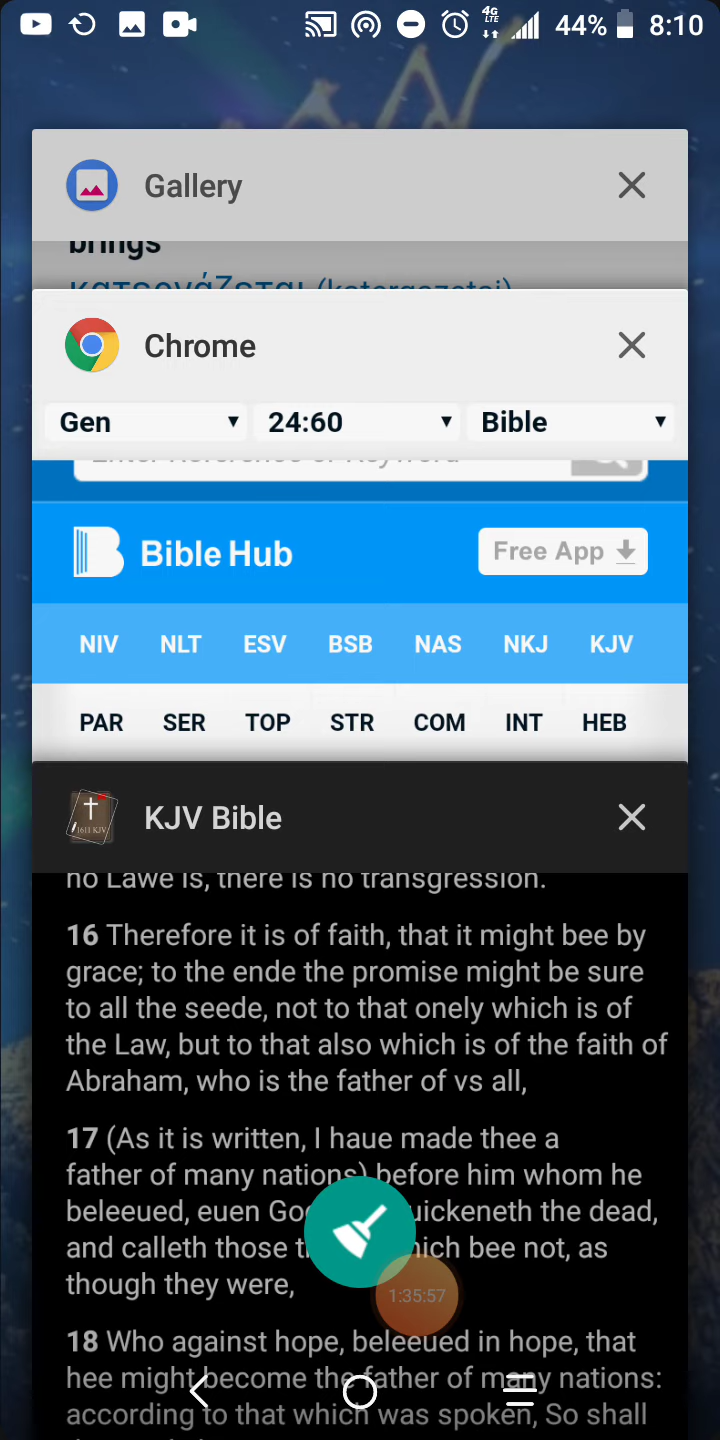 4G
LTE
44%
8:10
Gallery
brings
κατεργάζεται (katergazetai)
Chrome
Gen
24:60
Bible
Enter Reference or Keyword
Bible Hub
Free App
NIV NLT ESV BSB NAS NKJ KJV
PAR SER TOP STR COM INT HEB
1611 KJV
KJV Bible
no Lawe is, there is no transgression.
16 Therefore it is of faith, that it might bee by
grace; to the ende the promise might be sure
to all the seede, not to that onely which is of
the Law, but to that also which is of the faith of
Abraham, who is the father of vs all,
17 (As it is written, I haue made thee a
father of many nations) before him whom he
beleeued, euen uickeneth the dead,
and calleth those hich bee not, as
though they were,
1:35:57
18 Who against hope, beleeued in hope, that
hee might become the father of many nations:
according to that which was spoken, So shall